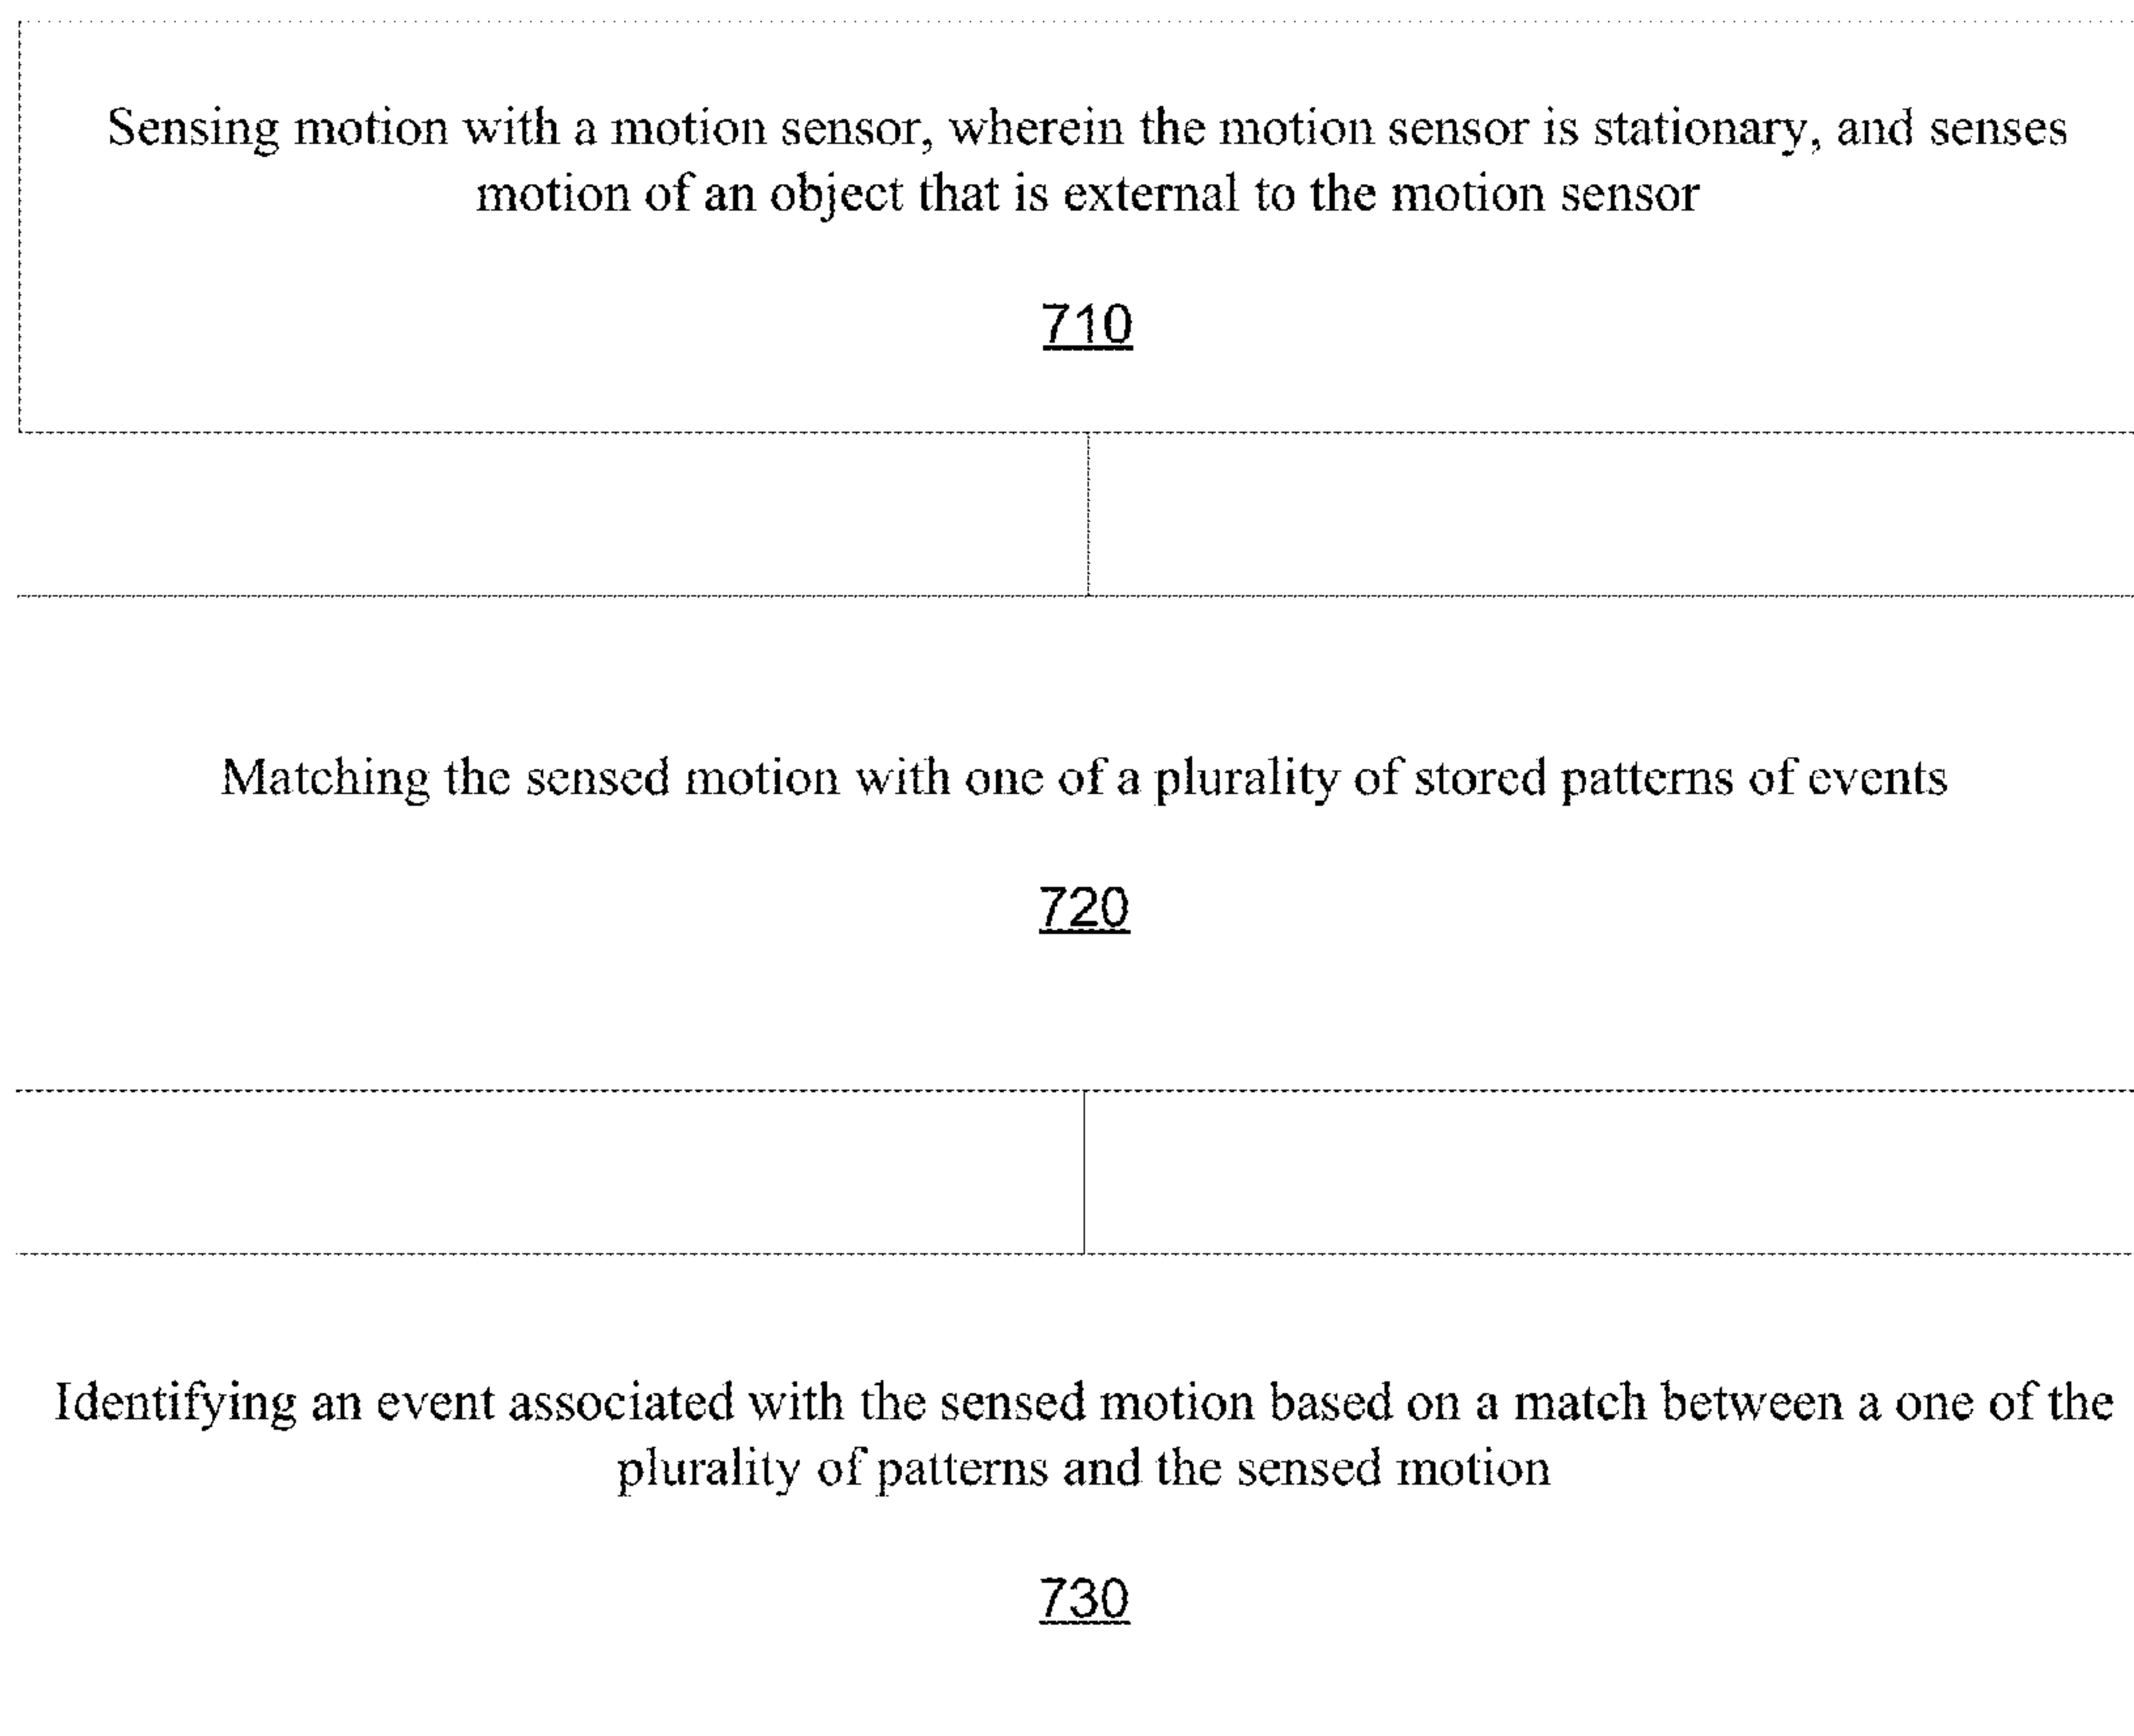 Sensing motion with a motion sensor, wherein the motion sensor is stationary, and senses
motion of an object that is external to the motion sensor
710
Matching the sensed motion with one of a plurality of stored patterns of events
720
Identifying an event associated with the sensed motion based on a match between a one of the
plurality of patterns and the sensed motion
730